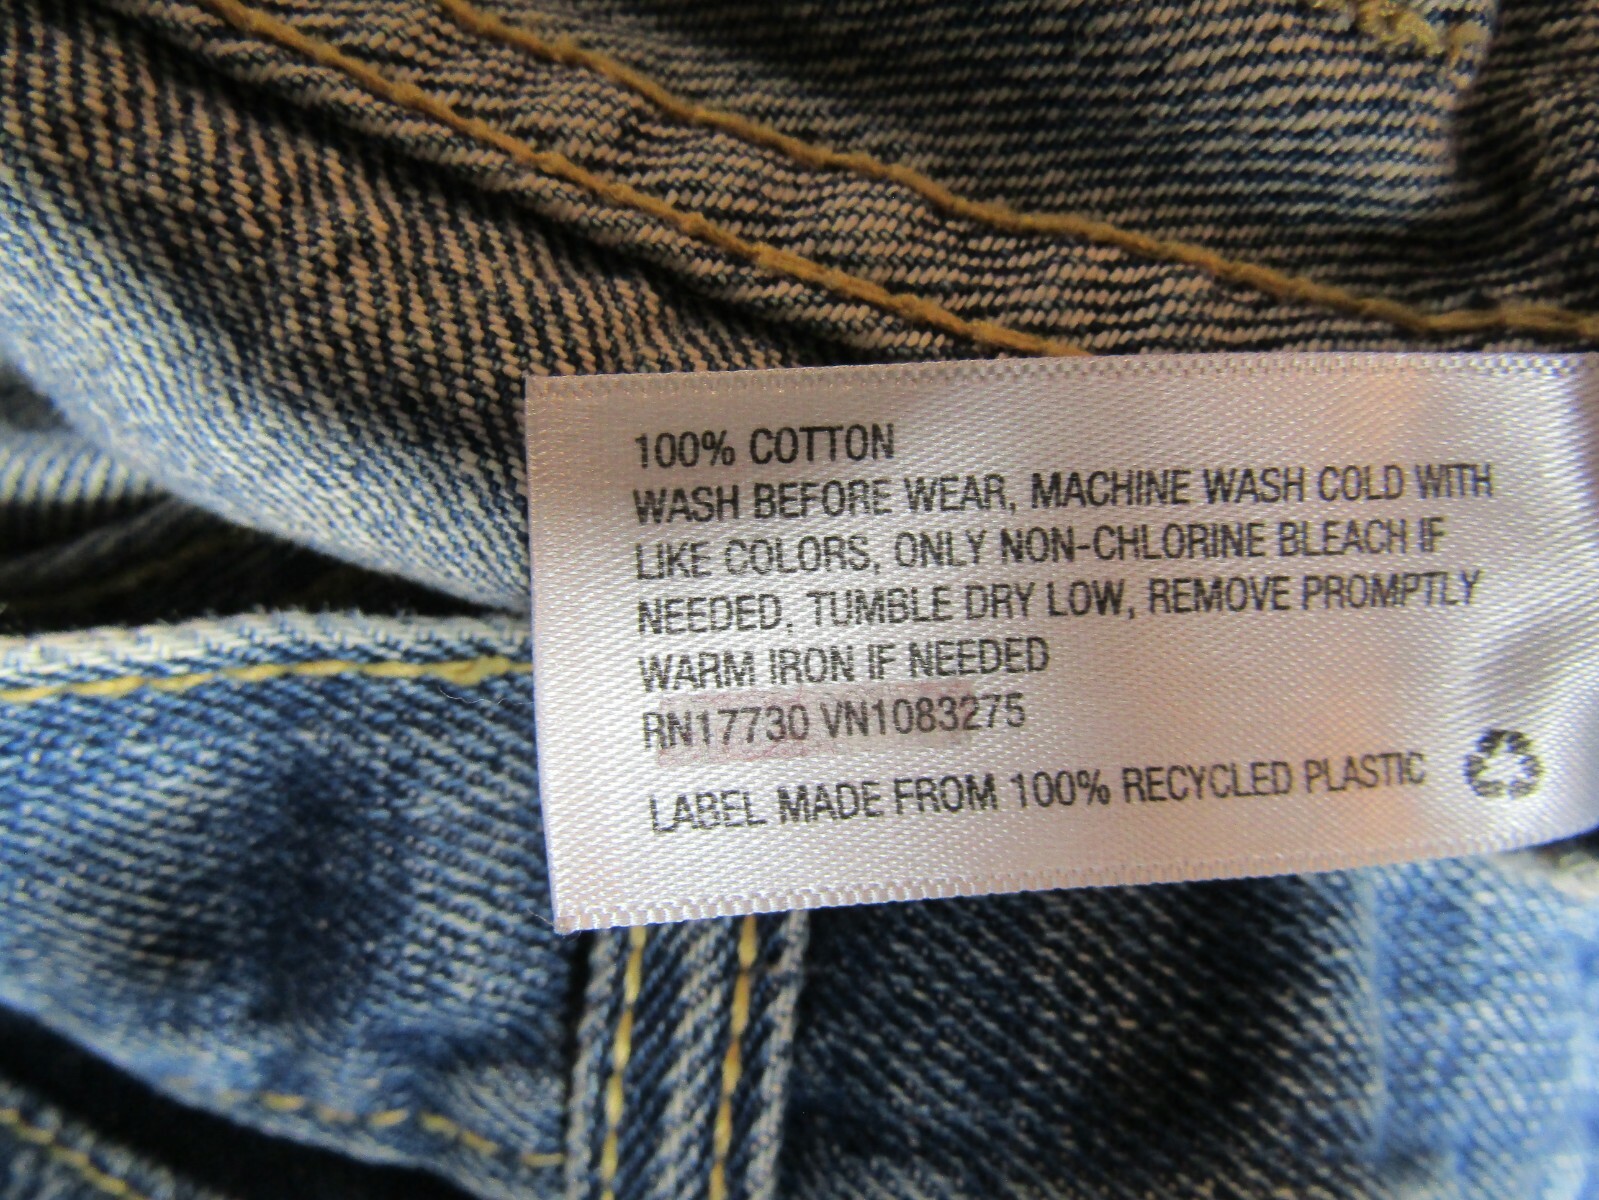 100% COTTON
WASH BEFORE WEAR, MACHINE WASH COLD WITH
LIKE COLORS, ONLY NON-CHLORINE BLEACH IF
NEEDED, TUMBLE DRY LOW, REMOVE PROMPTLY
WARM IRON IF NEEDED
RN17730 VN1083275
LABEL MADE FROM 100% RECYCLED PLASTIC